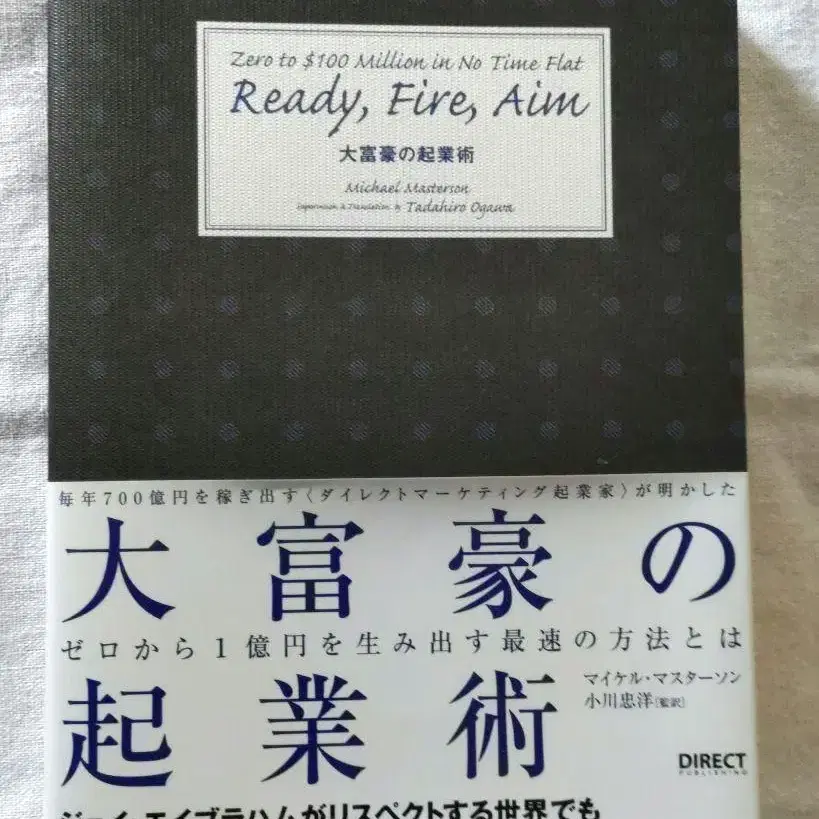 Zero to $100 Million in No Time Flat
Ready, Fire, Aim
大富豪の起業術
Michael Masterson
Supervision & Translation by Tadahiro Ogawa
毎年700億円を稼ぎ出す〈ダイレクトマーケティング起業家〉が明かした
大富豪の
ゼロから1億円を生み出す最速の方法とは
起業術
マイケル・マスターソン
小川忠洋[監訳]
DIRECT
PUBLISHING
ジェイ・エイブラハムがリスペクトする世界でも